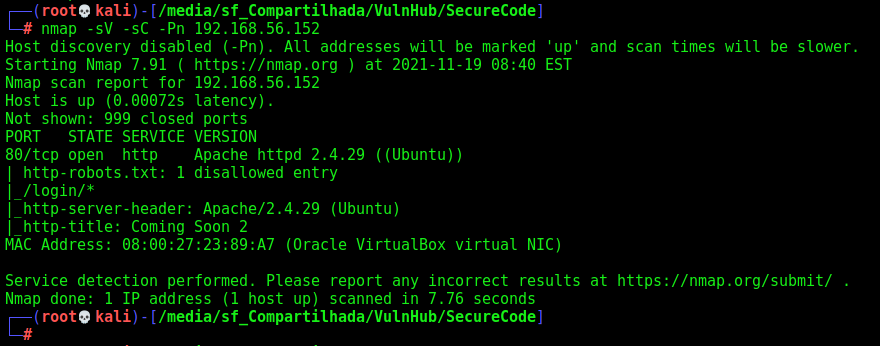 ┌──(root💀kali)-[/media/sf_Compartilhada/VulnHub/SecureCode]
└─# nmap -sV -sC -Pn 192.168.56.152
Host discovery disabled (-Pn). All addresses will be marked 'up' and scan times will be slower.
Starting Nmap 7.91 ( https://nmap.org ) at 2021-11-19 08:40 EST
Nmap scan report for 192.168.56.152
Host is up (0.00072s latency).
Not shown: 999 closed ports
PORT   STATE SERVICE VERSION
80/tcp open  http    Apache httpd 2.4.29 ((Ubuntu))
| http-robots.txt: 1 disallowed entry
|_/login/*
|_http-server-header: Apache/2.4.29 (Ubuntu)
|_http-title: Coming Soon 2
MAC Address: 08:00:27:23:89:A7 (Oracle VirtualBox virtual NIC)

Service detection performed. Please report any incorrect results at https://nmap.org/submit/ .
Nmap done: 1 IP address (1 host up) scanned in 7.76 seconds
┌──(root💀kali)-[/media/sf_Compartilhada/VulnHub/SecureCode]
└─#